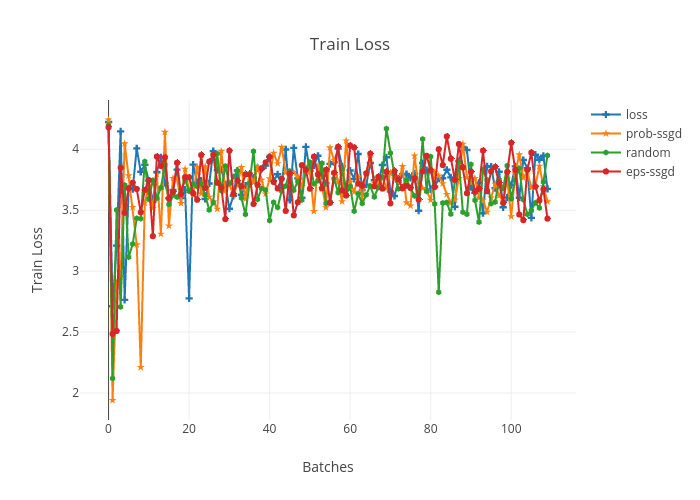 Train Loss
loss
prob-ssgd
random
eps-ssgd
Train Loss
4
3.5
3
2.5
2
0
20
40
60
80
100
Batches